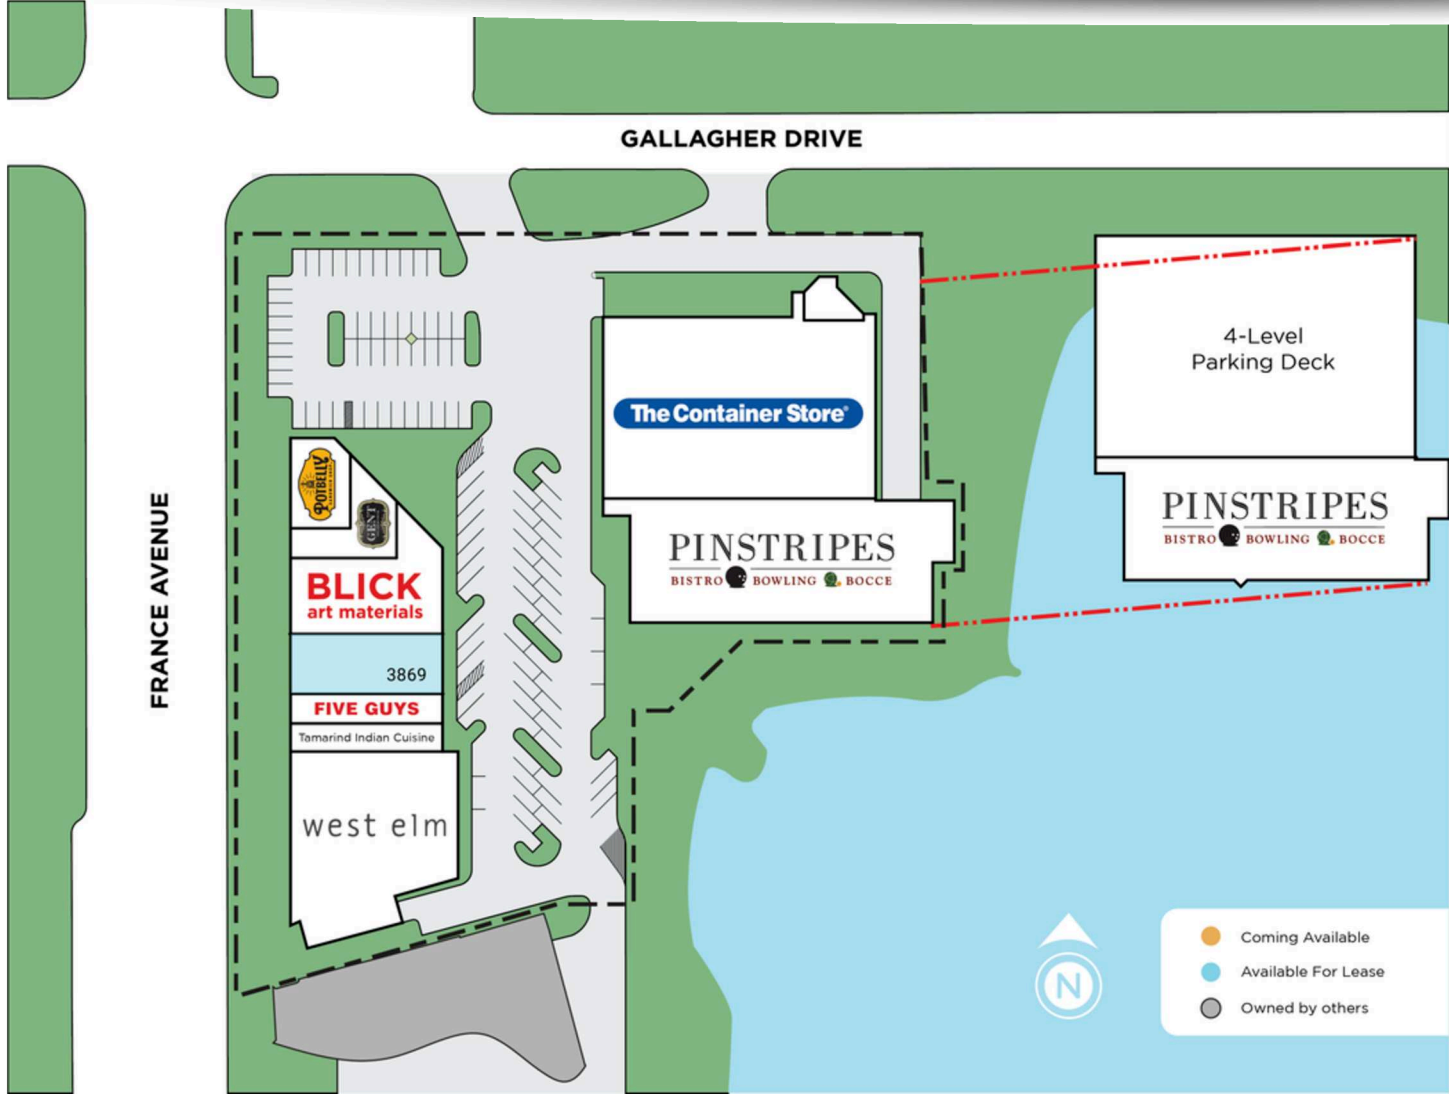 GALLAGHER DRIVE
FRANCE AVENUE
4-Level
Parking Deck
The Container Store®
POTBELLY
GENT
PINSTRIPES
BISTRO BOWLING BOCCE
PINSTRIPES
BISTRO BOWLING BOCCE
BLICK
art materials
3869
FIVE GUYS
Tamarind Indian Cuisine
west elm
N
Coming Available
Available For Lease
Owned by others